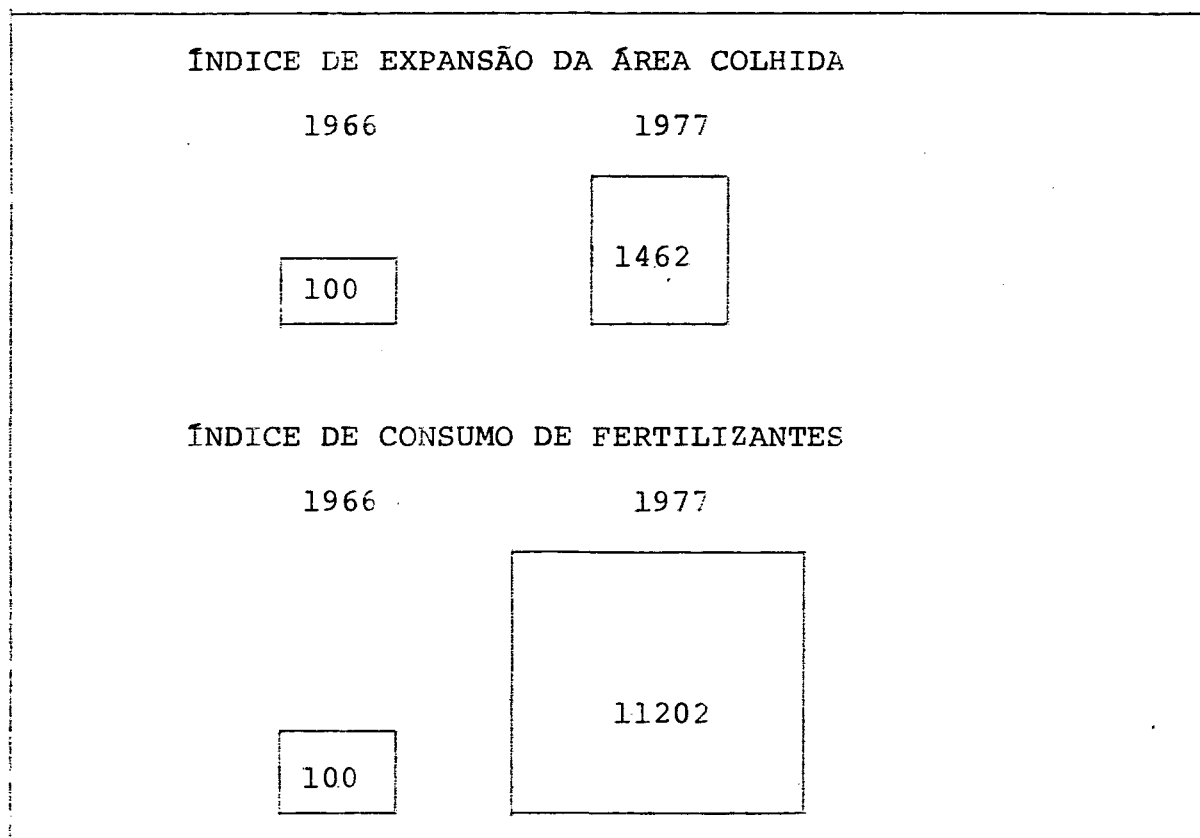 ÍNDICE DE EXPANSÃO DA ÁREA COLHIDA
1966 1977
100 1462
ÍNDICE DE CONSUMO DE FERTILIZANTES
1966 1977
100 11202